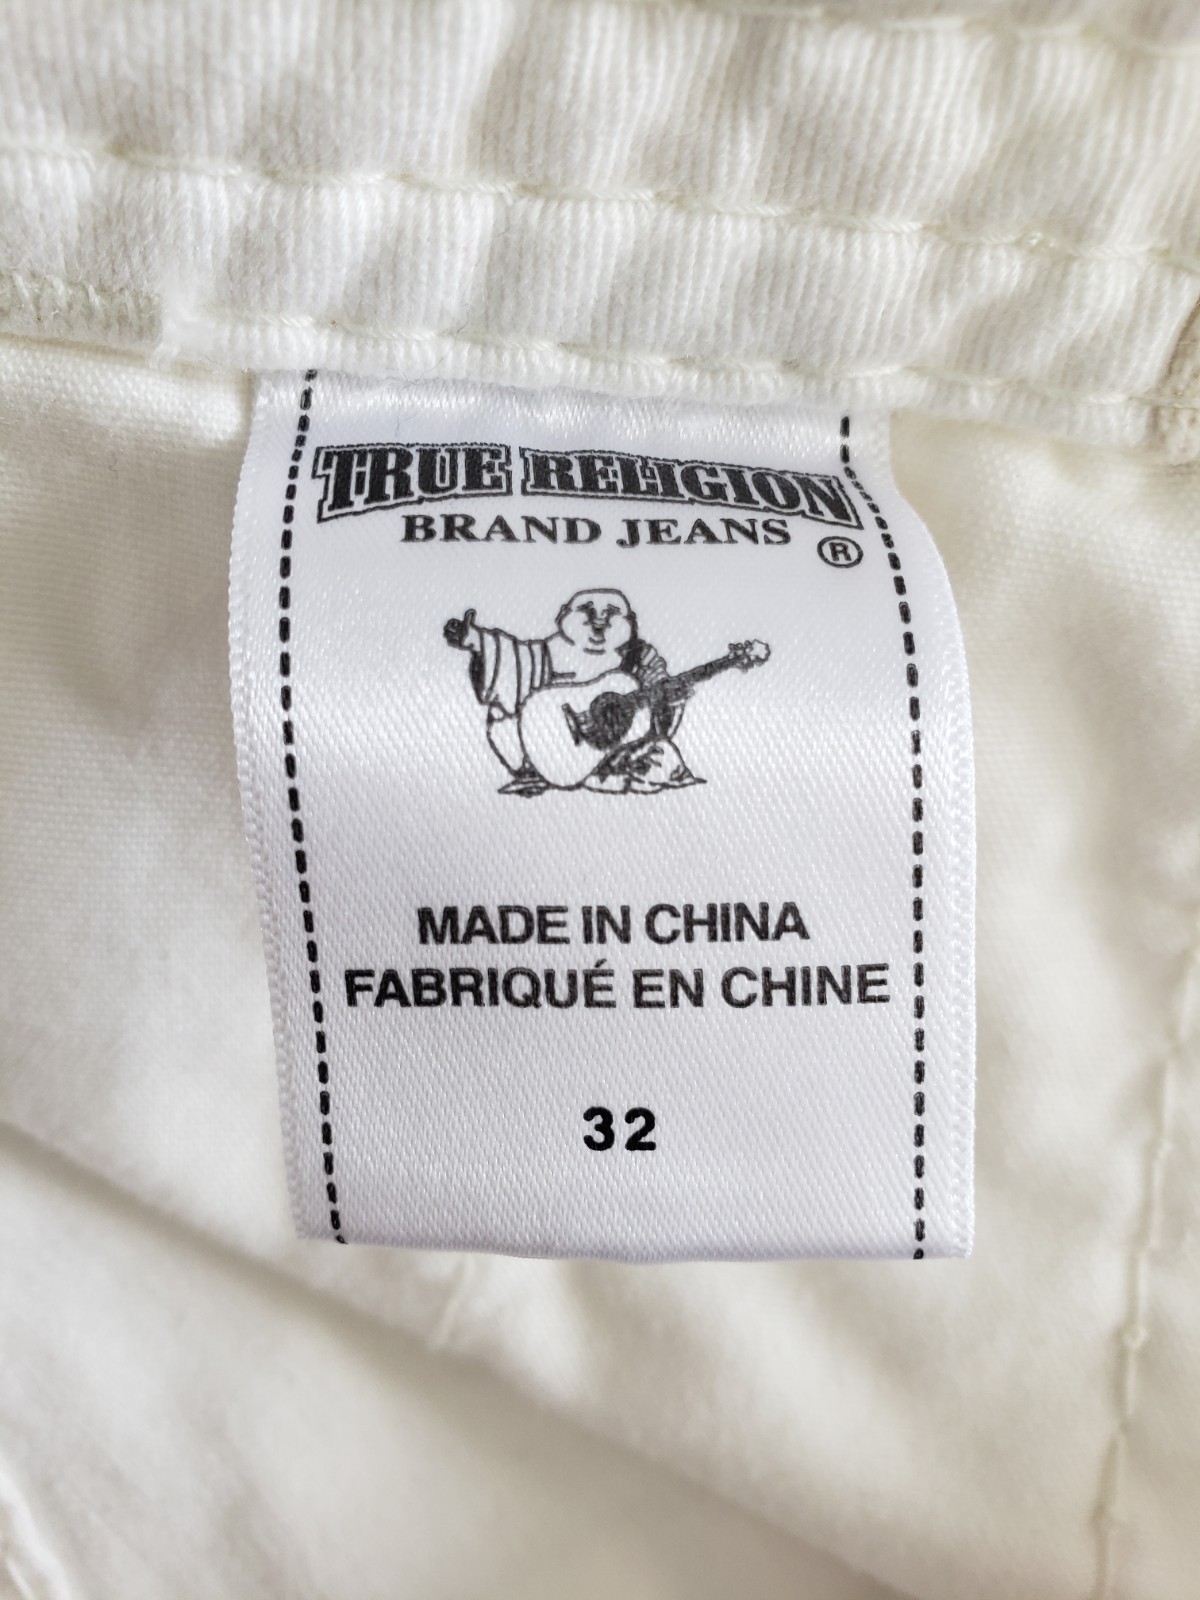 TRUE RELIGION
BRAND JEANS
®
MADE IN CHINA
FABRIQUÉ EN CHINE
32